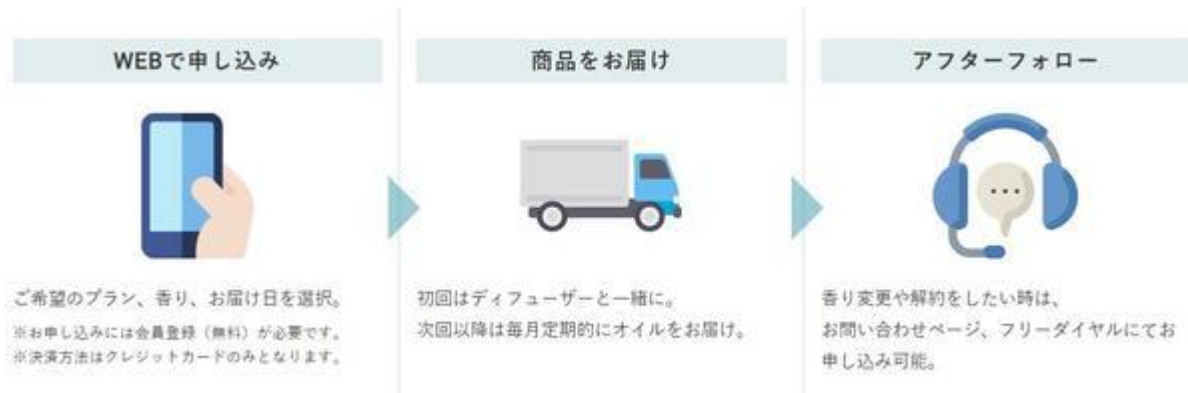 WEBで申し込み
ご希望のプラン、香り、お届け日を選択。
※お申し込みには会員登録（無料）が必要です。
※決済方法はクレジットカードのみとなります。
商品をお届け
初回はディフューザーと一緒に。
次回以降は毎月定期的にオイルをお届け。
アフターフォロー
香り変更や解約をしたい時は、
お問い合わせページ、フリーダイヤルにてお
申し込み可能。